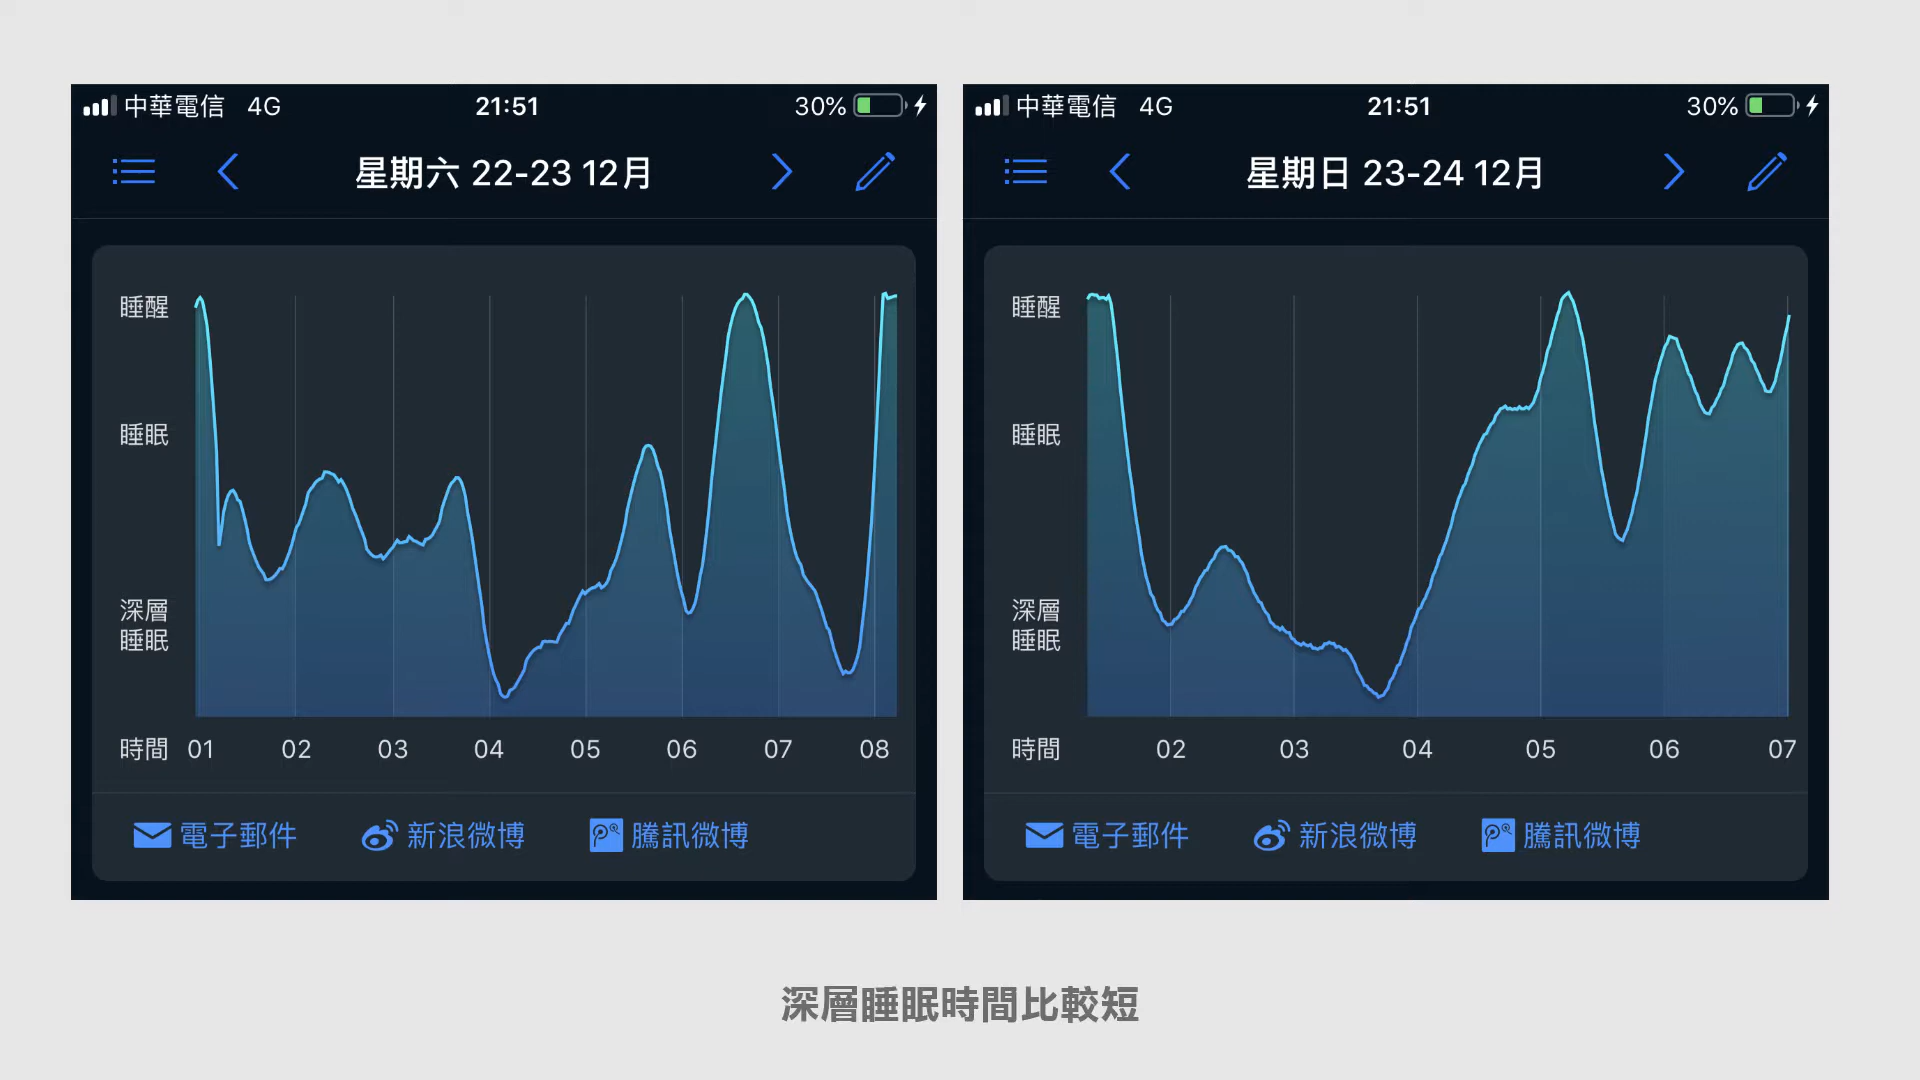 中華電信 4G 21:51 30%
星期六 22-23 12月
睡醒
睡眠
深層
睡眠
時間 01 02 03 04 05 06 07 08
電子郵件 新浪微博 騰訊微博
中華電信 4G 21:51 30%
星期日 23-24 12月
睡醒
睡眠
深層
睡眠
時間 02 03 04 05 06 07
電子郵件 新浪微博 騰訊微博
深層睡眠時間比較短